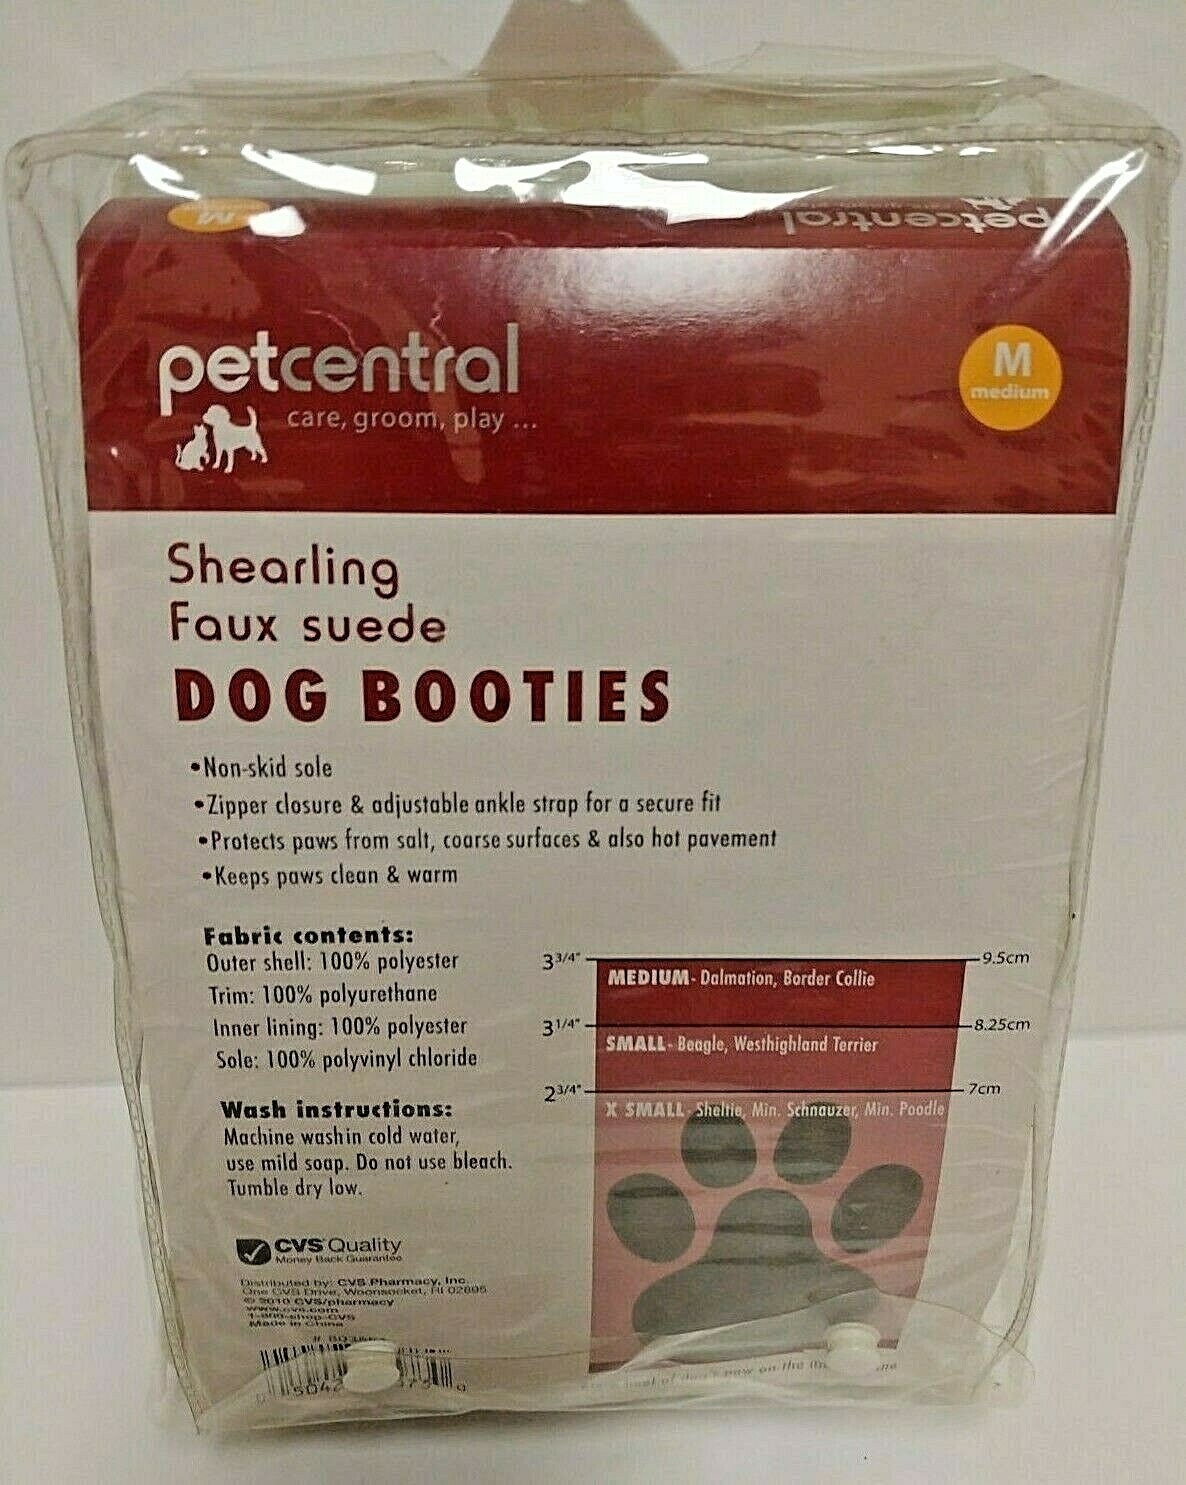 M
petcentral
petcentral
care, groom, play ...
M
medium
Shearling
Faux suede
DOG BOOTIES
•Non-skid sole
•Zipper closure & adjustable ankle strap for a secure fit
•Protects paws from salt, coarse surfaces & also hot pavement
•Keeps paws clean & warm
Fabric contents:
Outer shell: 100% polyester
Trim: 100% polyurethane
Inner lining: 100% polyester
Sole: 100% polyvinyl chloride
Wash instructions:
Machine washin cold water,
use mild soap. Do not use bleach.
Tumble dry low.
CVS Quality
Money Back Guarantee
Distributed by: CVS Pharmacy, Inc.
One CVS Drive, Woonsocket, RI 02895
© 2010 CVS/pharmacy
www.cvs.com
1-800-shop-CVS
Made in China
3 3/4" 9.5cm
MEDIUM- Dalmation, Border Collie
3 1/4" 8.25cm
SMALL- Beagle, Westhighland Terrier
2 3/4" 7cm
X SMALL- Sheltie, Min. Schnauzer, Min. Poodle
of dog's paw on the